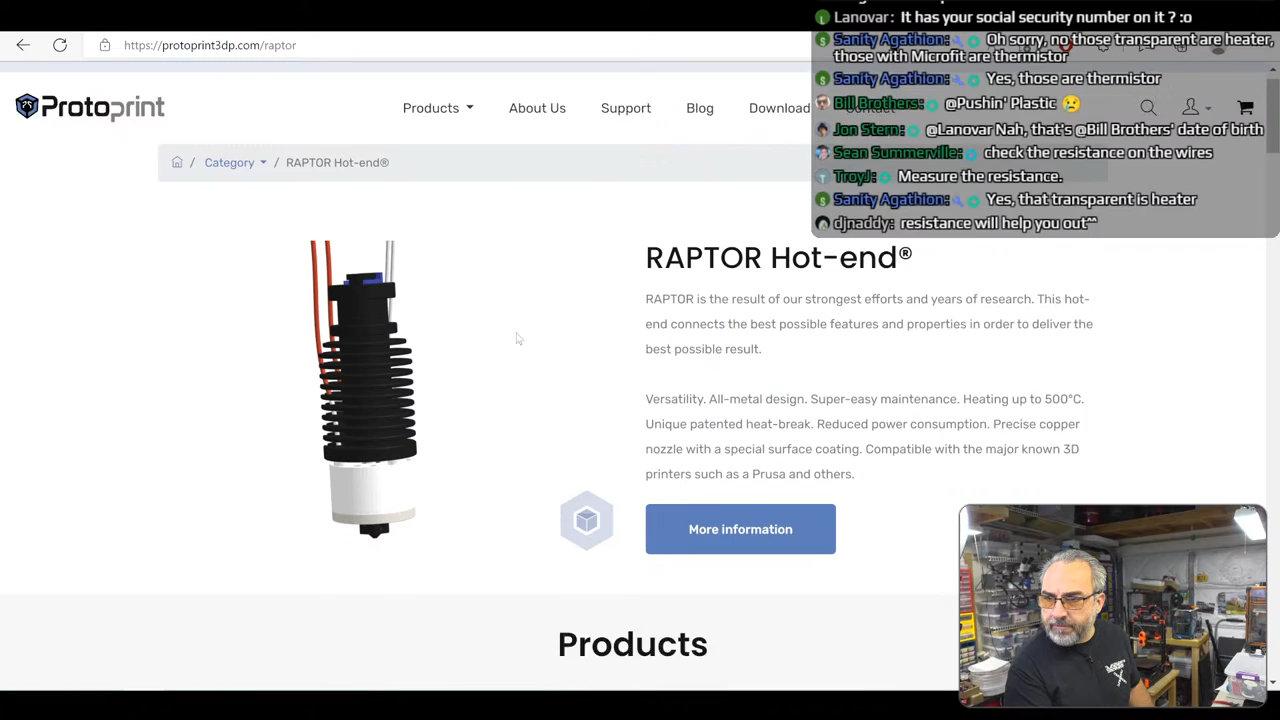 Lanovar: It has your social security number on it ? :o
https://protoprint3dp.com/raptor
Sanity Agathion: Oh sorry, no those transparent are heater,
those with Microfit are thermistor
Sanity Agathion: Yes, those are thermistor
Bill Brothers: @Pushin' Plastic
Protoprint
Products
About Us
Support
Blog
Download
Jon Stern: @Lanovar Nah, that's @Bill Brothers' date of birth
Sean Summerville: check the resistance on the wires
/ Category / RAPTOR Hot-end®
TroyJ: Measure the resistance.
Sanity Agathion: Yes, that transparent is heater
djnaddy: resistance will help you out^^
RAPTOR Hot-end®
RAPTOR is the result of our strongest efforts and years of research. This hot-
end connects the best possible features and properties in order to deliver the
best possible result.
Versatility. All-metal design. Super-easy maintenance. Heating up to 500°C.
Unique patented heat-break. Reduced power consumption. Precise copper
nozzle with a special surface coating. Compatible with the major known 3D
printers such as a Prusa and others.
More information
Products